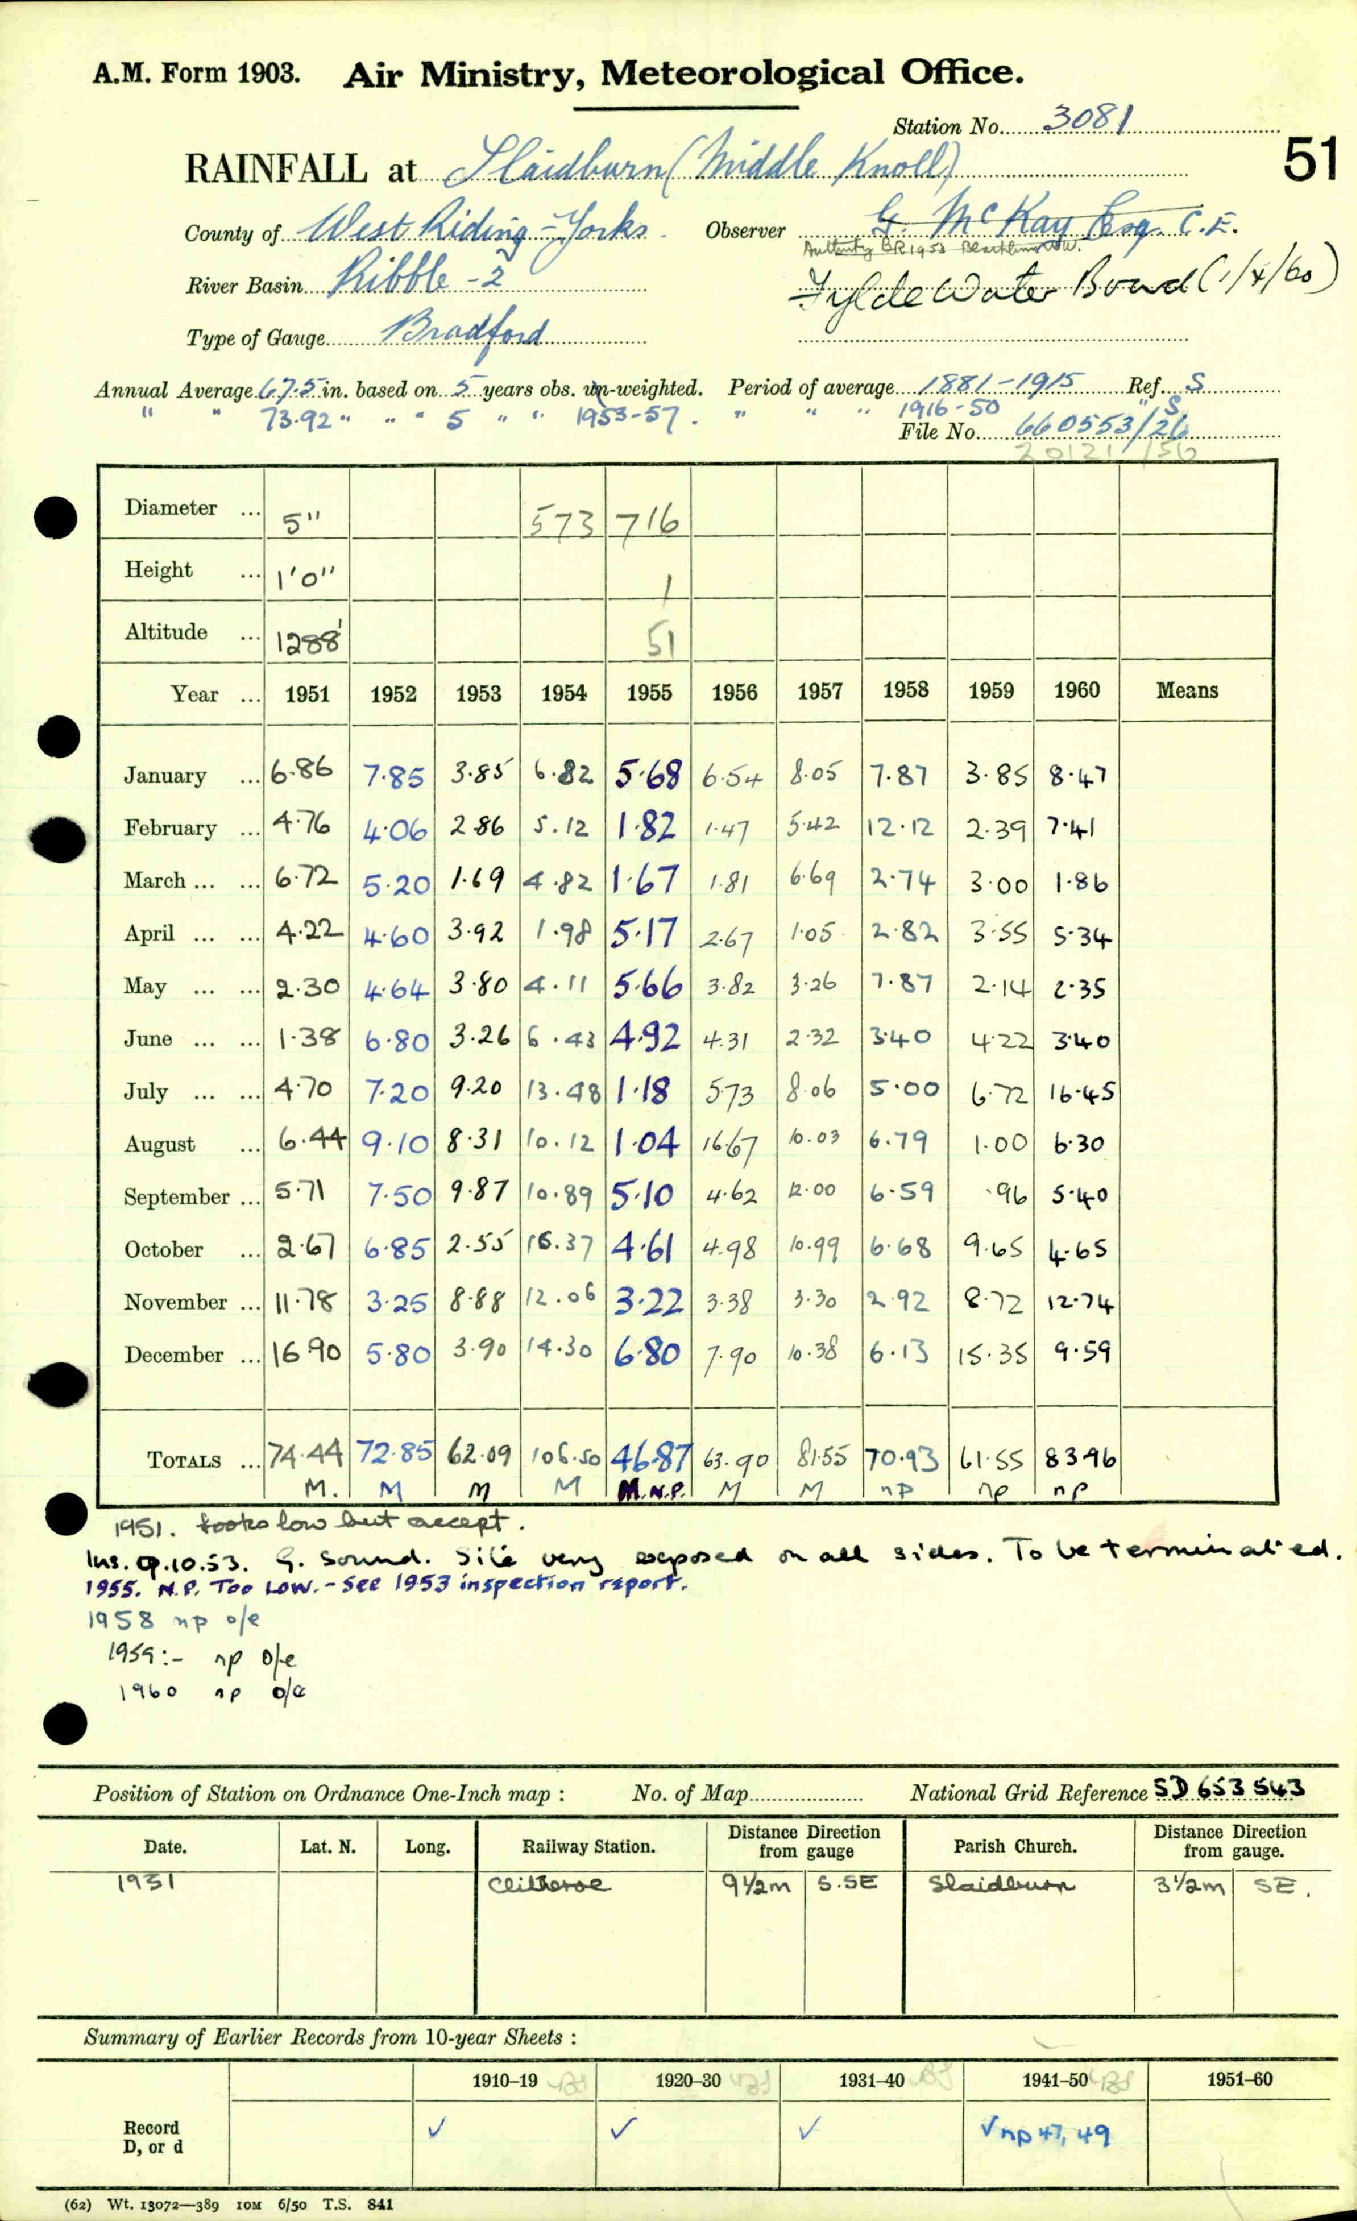 A.M. Form 1903. Air Ministry, Meteorological Office.
Station No. 3081
51
RAINFALL at Slaidburn (Middle Knoll)
County of West Riding - Yorks. Observer G. McKay Esq. C.E.
Authority BR1953 Blackburn W.W.
River Basin Ribble - 2 Fylde Water Board (1/4/60)
Type of Gauge Bradford
Annual Average 67.5 in. based on 5 years obs. un-weighted. Period of average 1881-1915 Ref. S
" " 73.92 " " " 5 " " 1953-57. " " " 1916-50 " S.
File No. 660553/26
20121/56
Diameter ... 5" 573 716
Height ... 1'0" 1
Altitude ... 1288' 51
Year ... 1951 1952 1953 1954 1955 1956 1957 1958 1959 1960 Means
January ... 6.86 7.85 3.85 6.82 5.68 6.54 8.05 7.87 3.85 8.47
February ... 4.76 4.06 2.86 5.12 1.82 1.47 5.42 12.12 2.39 7.41
March ... ... 6.72 5.20 1.69 4.82 1.67 1.81 6.69 2.74 3.00 1.86
April ... ... 4.22 4.60 3.92 1.98 5.17 2.67 1.05 2.82 3.55 5.34
May ... ... 2.30 4.64 3.80 4.11 5.66 3.82 3.26 7.87 2.14 2.35
June ... ... 1.38 6.80 3.26 6.43 4.92 4.31 2.32 3.40 4.22 3.40
July ... ... 4.70 7.20 9.20 13.48 1.18 5.73 8.06 5.00 6.72 16.45
August ... 6.44 9.10 8.31 10.12 1.04 16.67 10.03 6.79 1.00 6.30
September ... 5.71 7.50 9.87 10.89 5.10 4.62 12.00 6.59 .96 5.40
October ... 2.67 6.85 2.55 16.37 4.61 4.98 10.99 6.68 9.65 4.65
November ... 11.78 3.25 8.88 12.06 3.22 3.38 3.30 2.92 8.72 12.74
December ... 16.90 5.80 3.90 14.30 6.80 7.90 10.38 6.13 15.35 9.59
TOTALS ... 74.44 72.85 62.09 106.50 46.87 63.90 81.55 70.93 61.55 83.96
M. M M M M. N.P. M M np np np
1951. Looks low but accept.
Ins. 9.10.53. G. Sound. Site very exposed on all sides. To be terminated.
1955. N.P. Too Low. - See 1953 inspection report.
1958 np o/e
1959 :- np o/e
1960 np o/e
Position of Station on Ordnance One-Inch map : No. of Map National Grid Reference SD 653 543
Date. Lat. N. Long. Railway Station. Distance Direction from gauge Parish Church. Distance Direction from gauge.
1931 Clitheroe 9½m S.SE Slaidburn 3½m SE.
Summary of Earlier Records from 10-year Sheets :
1910-19 1920-30 1931-40 1941-50 1951-60
Record D, or d ✓ ✓ ✓ ✓ np 47, 49
(62) Wt. 13072—389 10M 6/50 T.S. 841